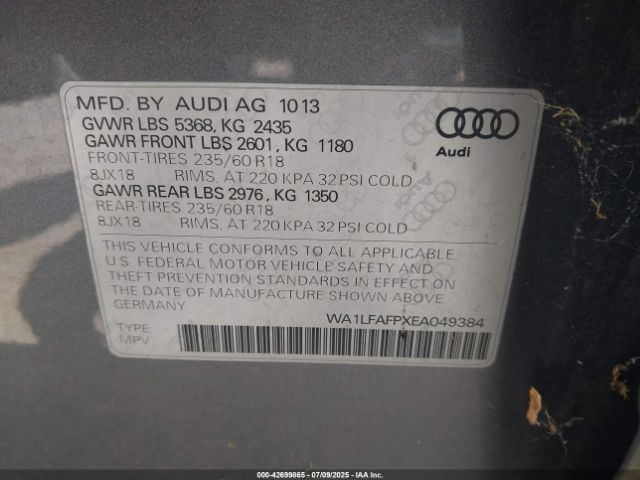 MFD. BY AUDI AG 10 13
GVWR LBS 5368, KG 2435
GAWR FRONT LBS 2601, KG 1180
FRONT-TIRES 235/60 R18
8JX18 RIMS, AT 220 KPA 32 PSI COLD
GAWR REAR LBS 2976, KG 1350
REAR-TIRES 235/60 R18
8JX18 RIMS, AT 220 KPA 32 PSI COLD
Audi
THIS VEHICLE CONFORMS TO ALL APPLICABLE
U.S. FEDERAL MOTOR VEHICLE SAFETY AND
THEFT PREVENTION STANDARDS IN EFFECT ON
THE DATE OF MANUFACTURE SHOWN ABOVE
GERMANY
WA1LFAFPXEA049384
TYPE
MPV
000-42699865 07/09/2025 IAAI.COM